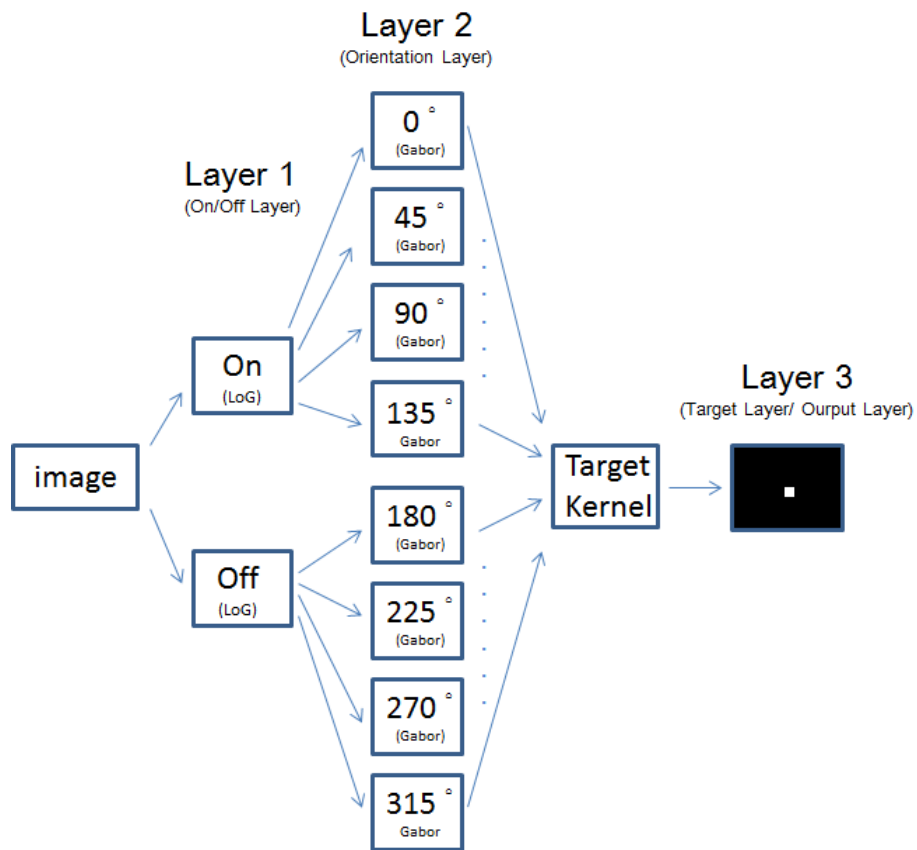 Layer 2
(Orientation Layer)
Layer 1
(On/Off Layer)
0 °
(Gabor)
45 °
(Gabor)
90 °
(Gabor)
135 °
Gabor
On
(LoG)
image
Off
(LoG)
180 °
(Gabor)
225 °
(Gabor)
270 °
(Gabor)
315 °
Gabor
Target
Kernel
Layer 3
(Target Layer/ Ourput Layer)